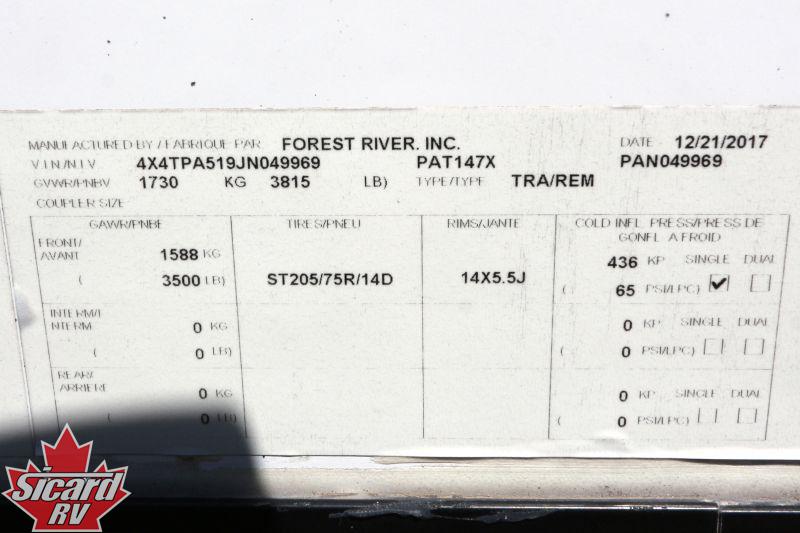 MANUFACTURED BY / FABRIQUE PAR FOREST RIVER, INC. DATE 12/21/2017
V.I.N./N.I.V 4X4TPA519JN049969 PAT147X PAN049969
GVWR/PNBV 1730 KG 3815 LB) TYPE/TYPE TRA/REM
COUPLER SIZE
GAWR/PNBE TIRES/PNEU RIMS/JANTE COLD INFL. PRESS/PRESS DE
GONFL A FROID
FRONT/
AVANT 1588 KG 436 KP SINGLE DUAL
( 3500 LB) ST205/75R/14D 14X5.5J ( 65 PSI/LPC)
INTERM/I
NTERM 0 KG 0 KP SINGLE DUAL
( 0 LB) ( 0 PSI/LPC)
REAR/
ARRIERE 0 KG 0 KP SINGLE DUAL
( 0 LB) ( 0 PSI/LPC)
Sicard
RV